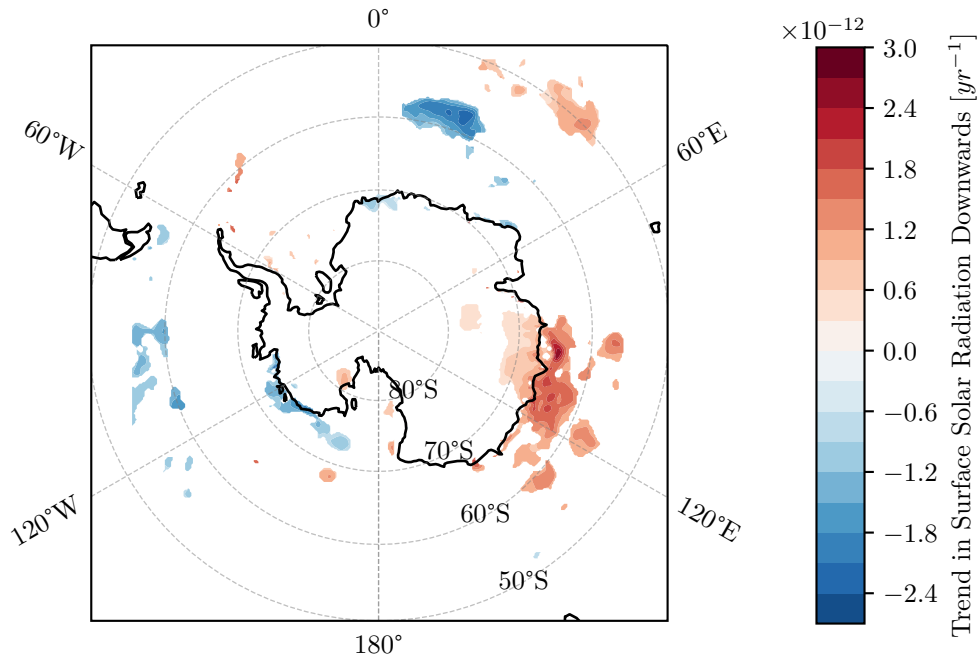 0°
60°W
60°E
120°W
120°E
180°
80°S
70°S
60°S
50°S
×10⁻¹²
3.0
2.4
1.8
1.2
0.6
0.0
−0.6
−1.2
−1.8
−2.4
Trend in Surface Solar Radiation Downwards [yr⁻¹]